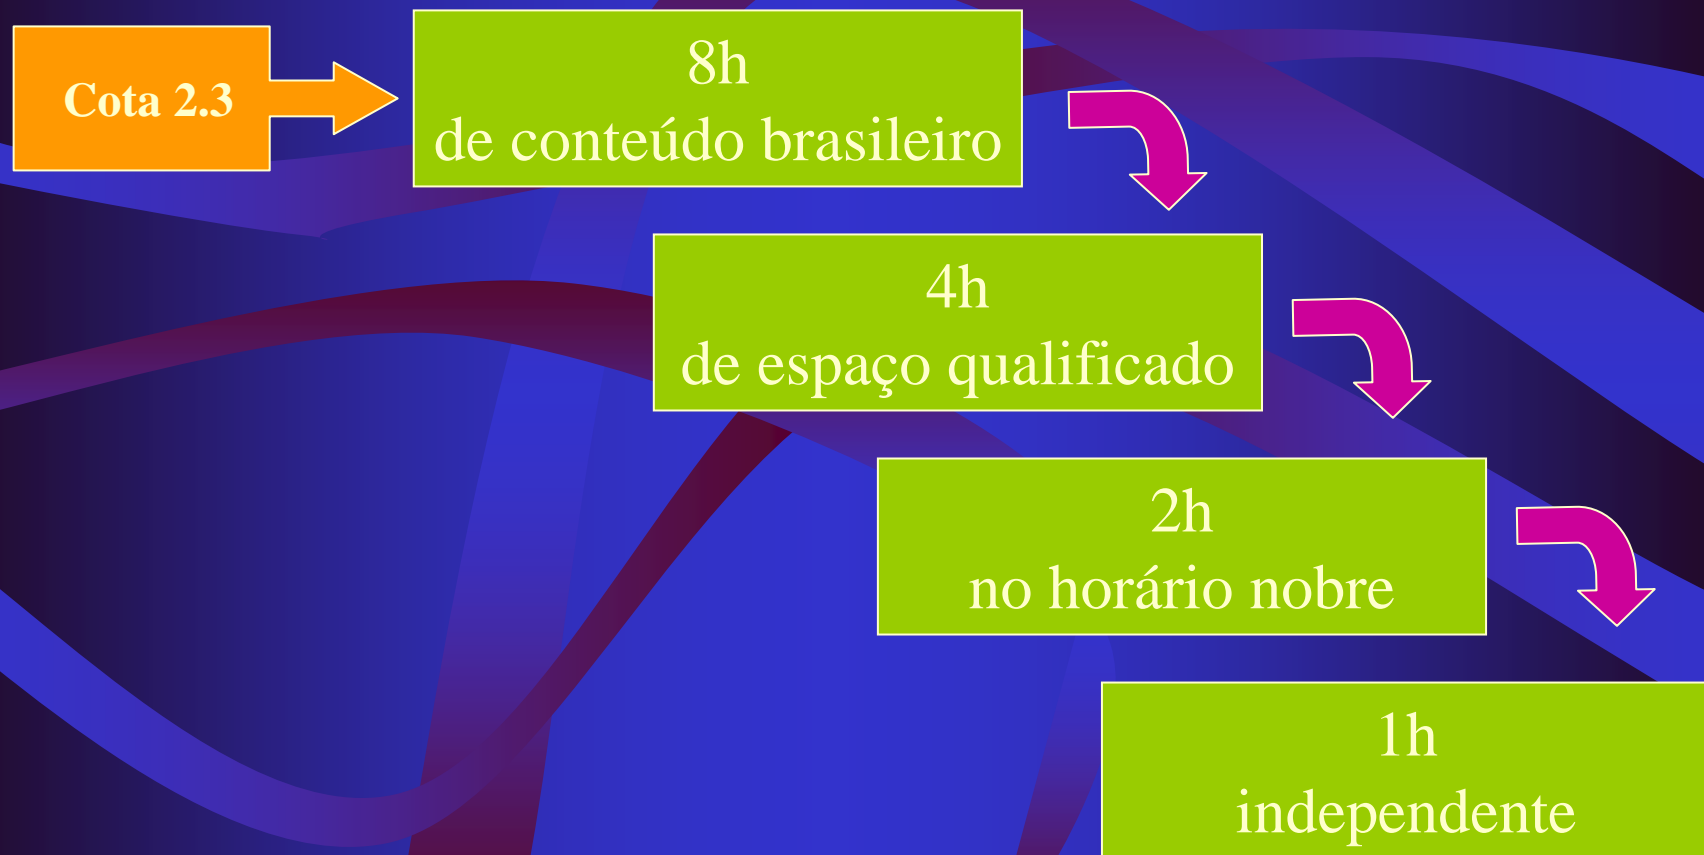 Cota 2.3
8h
de conteúdo brasileiro
4h
de espaço qualificado
2h
no horário nobre
1h
independente